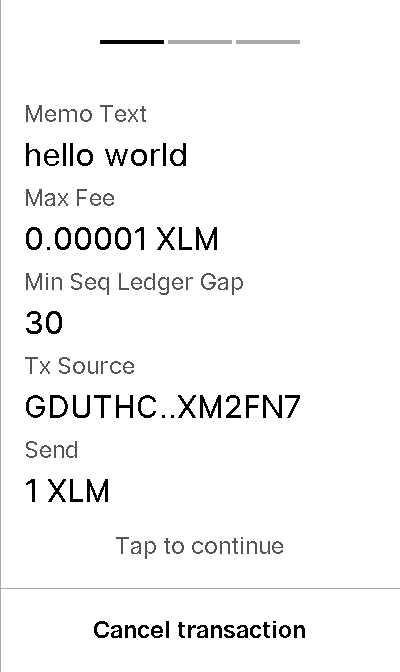 Memo Text
hello world
Max Fee
0.00001 XLM
Min Seq Ledger Gap
30
Tx Source
GDUTHC..XM2FN7
Send
1 XLM
Tap to continue
Cancel transaction